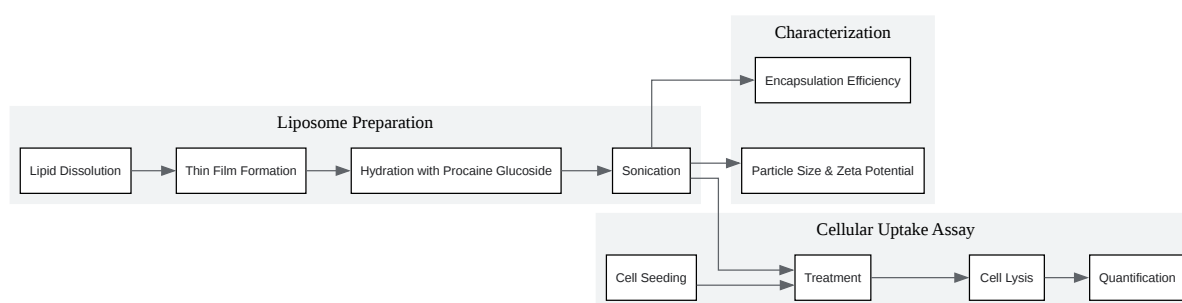 Characterization
Encapsulation Efficiency
Liposome Preparation
Lipid Dissolution
Thin Film Formation
Hydration with Procaine Glucoside
Sonication
Particle Size & Zeta Potential
Cellular Uptake Assay
Cell Seeding
Treatment
Cell Lysis
Quantification